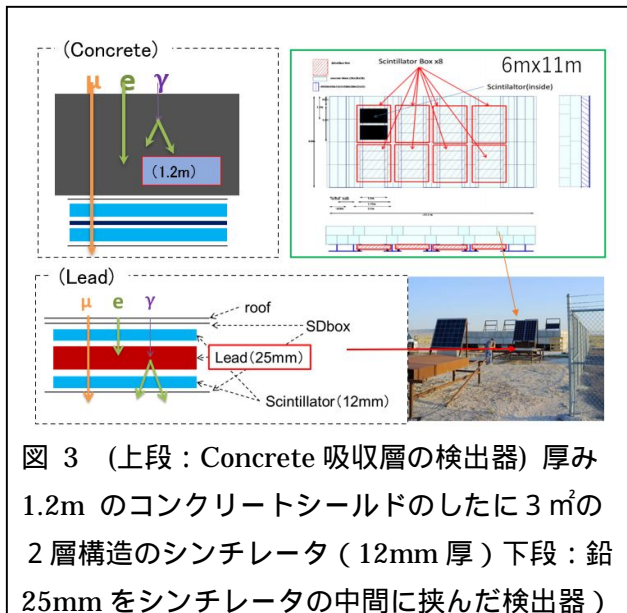 (Concrete)
μ e γ
(1.2m)
Scintillator Box x8
6mx11m
Scintilaltor(inside)
(Lead)
μ e γ
roof
SDbox
Lead(25mm)
Scintillator(12mm)
図 3 (上段：Concrete 吸収層の検出器) 厚み
1.2m のコンクリートシールドのしたに 3 ㎡の
2 層構造のシンチレータ（12mm 厚）下段：鉛
25mm をシンチレータの中間に挟んだ検出器）